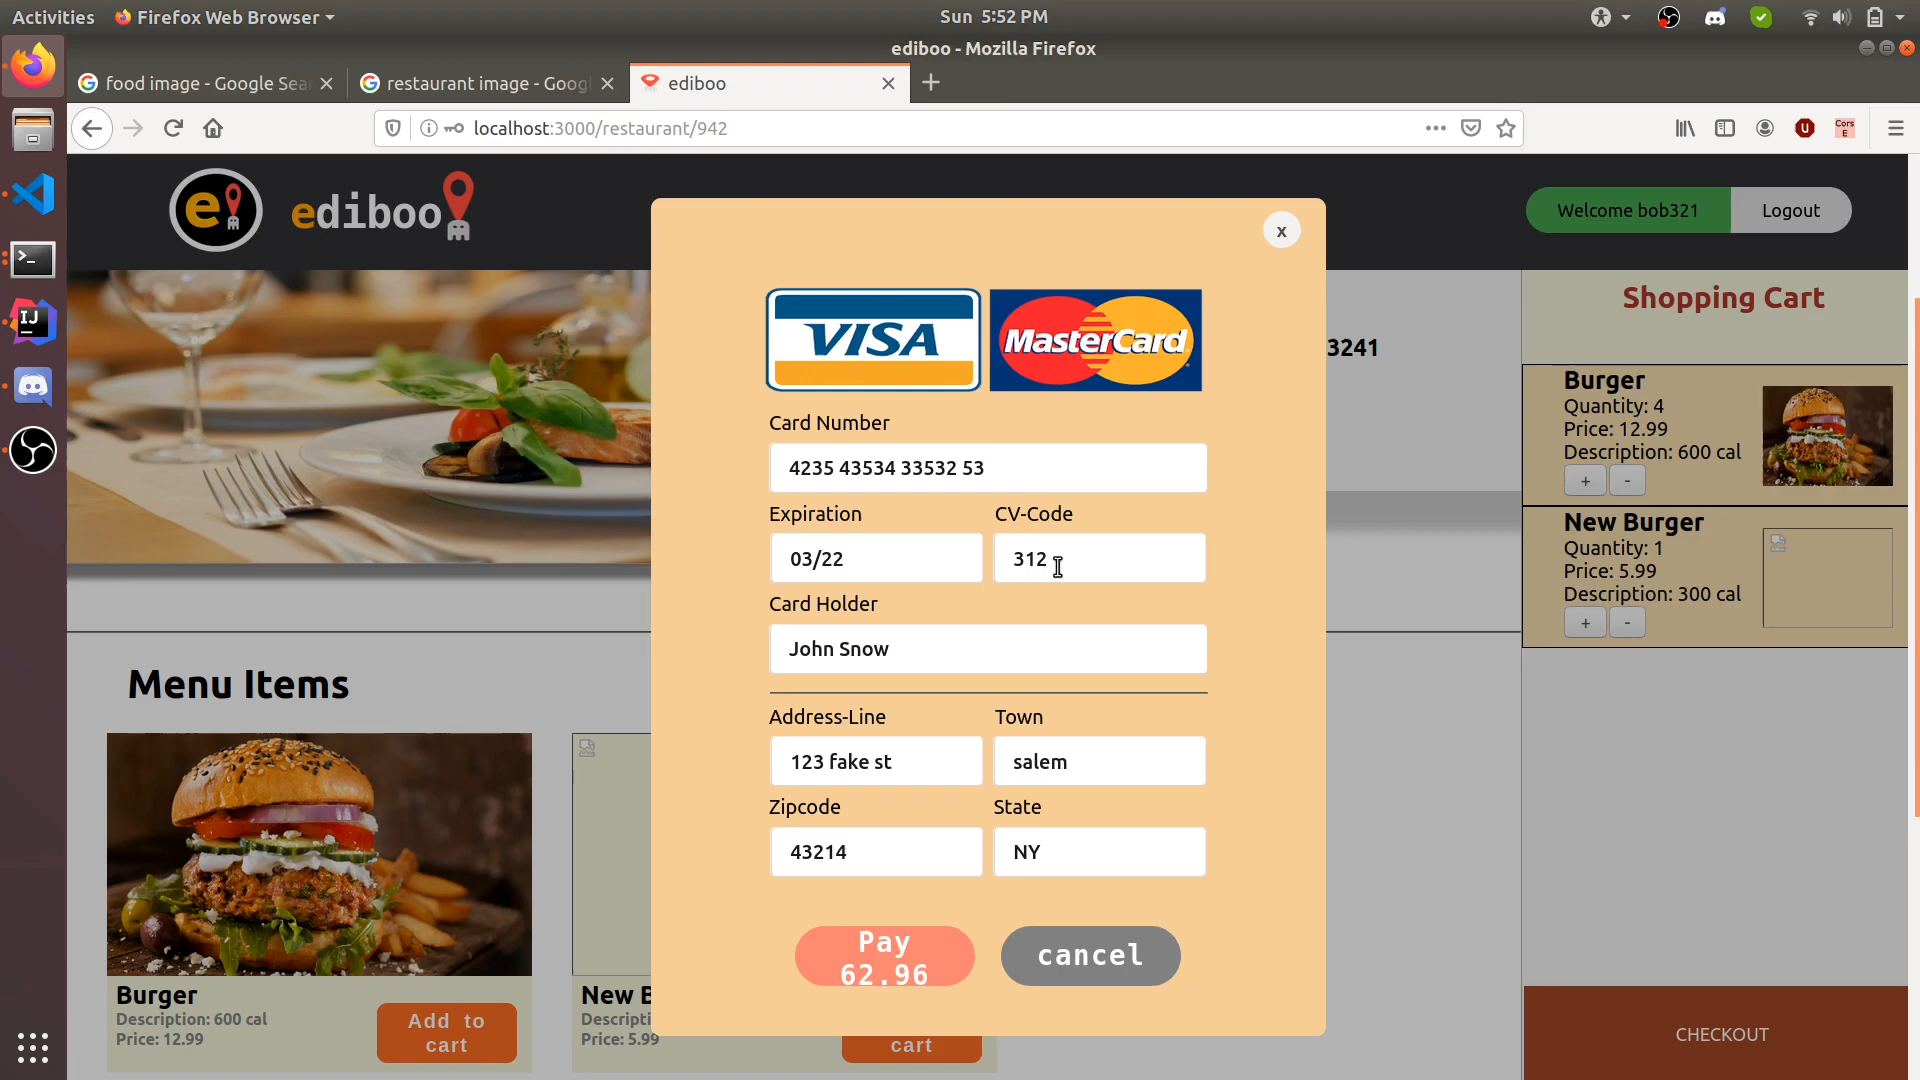 Activities
Firefox Web Browser
Sun 5:52 PM
ediboo - Mozilla Firefox
food image - Google Sea
restaurant image - Googl
ediboo
localhost:3000/restaurant/942
Cors
E
e!
ediboo
Welcome bob321
Logout
x
VISA
MasterCard
3241
Shopping Cart
Burger
Quantity: 4
Price: 12.99
Description: 600 cal
+
-
New Burger
Quantity: 1
Price: 5.99
Description: 300 cal
+
-
Card Number
4235 43534 33532 53
Expiration
CV-Code
03/22
312
Card Holder
John Snow
Address-Line
Town
123 fake st
salem
Zipcode
State
43214
NY
Pay
62.96
cancel
Menu Items
Burger
Description: 600 cal
Price: 12.99
Add to
cart
New B
Descripti
Price: 5.99
cart
CHECKOUT